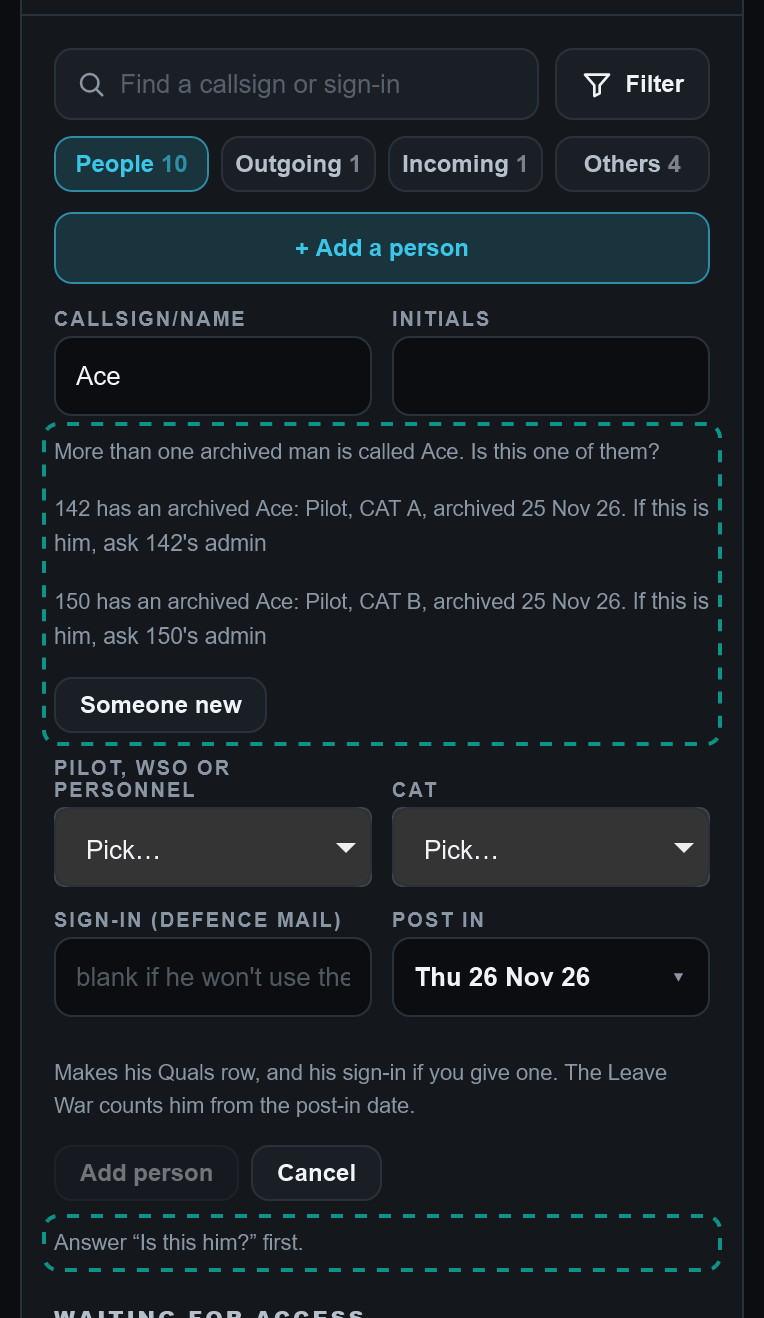 Find a callsign or sign-in
Filter
People 10
Outgoing 1
Incoming 1
Others 4
+ Add a person
CALLSIGN/NAME
INITIALS
Ace
More than one archived man is called Ace. Is this one of them?
142 has an archived Ace: Pilot, CAT A, archived 25 Nov 26. If this is
him, ask 142's admin
150 has an archived Ace: Pilot, CAT B, archived 25 Nov 26. If this is
him, ask 150's admin
Someone new
PILOT, WSO OR
PERSONNEL
CAT
Pick...
Pick...
SIGN-IN (DEFENCE MAIL)
POST IN
blank if he won't use the
Thu 26 Nov 26
Makes his Quals row, and his sign-in if you give one. The Leave
War counts him from the post-in date.
Add person
Cancel
Answer “Is this him?” first.
WAITING FOR ACCESS